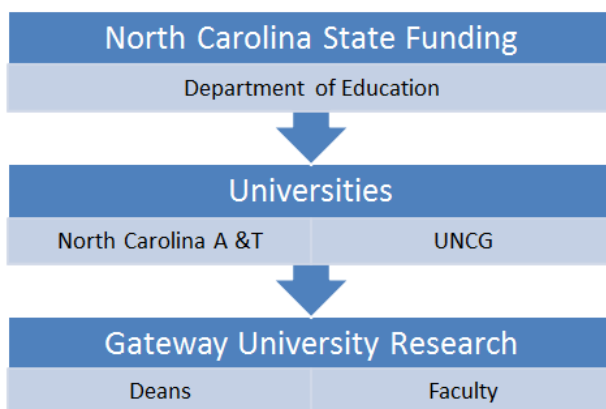 North Carolina State Funding
Department of Education
Universities
North Carolina A &T
UNCG
Gateway University Research
Deans
Faculty